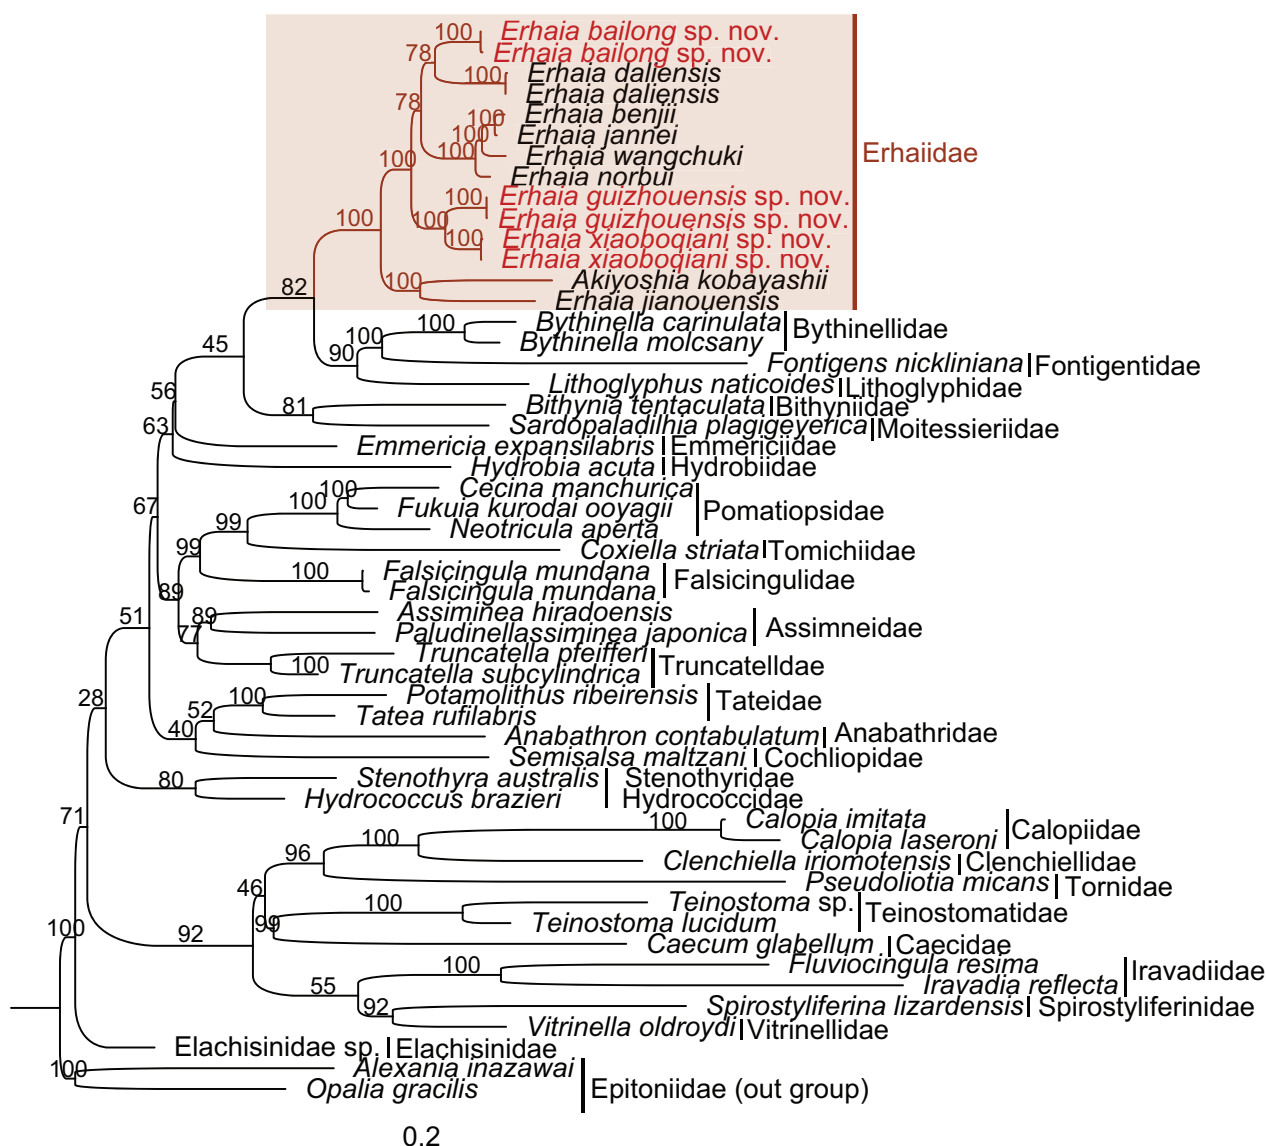 100 Erhaia bailong sp. nov.
78 Erhaia bailong sp. nov.
100 Erhaia daliensis
Erhaia daliensis
78 100 Erhaia benjii
100 Erhaia jannei
100 Erhaia wangchuki Erhaiidae
100 Erhaia norbui
100 Erhaia guizhouensis sp. nov.
100 100 Erhaia guizhouensis sp. nov.
100 Erhaia xiaoboqiani sp. nov.
Erhaia xiaoboqiani sp. nov.
100 Akiyoshia kobayashii
82 Erhaia jianouensis
100 Bythinella carinulata Bythinellidae
100 Bythinella molcsany
90 Fontigens nickliniana Fontigentidae
45 Lithoglyphus naticoides Lithoglyphidae
56 81 Bithynia tentaculata Bithyniidae
63 Sardopaladilhia plagigeyerica Moitessieriidae
Emmericia expansilabris Emmericiidae
Hydrobia acuta Hydrobiidae
100 Cecina manchurica
67 100 Fukuia kurodai ooyagii Pomatiopsidae
99 Neotricula aperta
99 Coxiella striata Tomichiidae
100 Falsicingula mundana Falsicingulidae
89 Falsicingula mundana
51 89 Assiminea hiradoensis Assimneidae
77 Paludinellassiminea japonica
Truncatella pfeifferi Truncatelldae
100 Truncatella subcylindrica
28 100 Potamolithus ribeirensis Tateidae
52 Tatea rufilabris
40 Anabathron contabulatum Anabathridae
Semisalsa maltzani Cochliopidae
80 Stenothyra australis Stenothyridae
Hydrococcus brazieri Hydrococcidae
71 100 Calopia imitata Calopiidae
100 Calopia laseroni
96 Clenchiella iriomotensis Clenchiellidae
46 Pseudoliotia micans Tornidae
100 Teinostoma sp. Teinostomatidae
99 Teinostoma lucidum
100 92 Caecum glabellum Caecidae
100 Fluviocingula resima Iravadiidae
55 Iravadia reflecta
92 Spirostyliferina lizardensis Spirostyliferinidae
Vitrinella oldroydi Vitrinellidae
Elachisinidae sp. Elachisinidae
100 Alexania inazawai
Opalia gracilis Epitoniidae (out group)
0.2